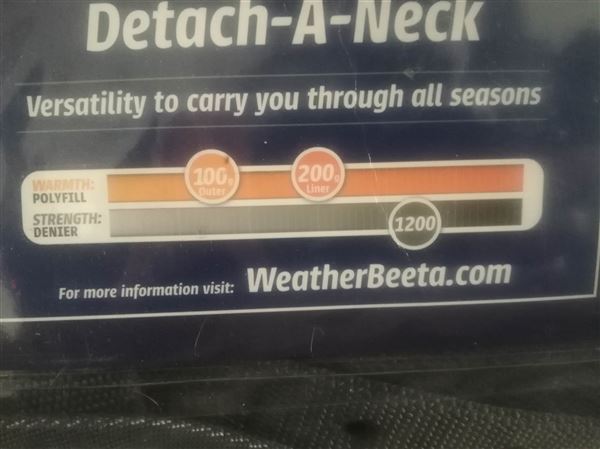 Detach-A-Neck
Versatility to carry you through all seasons
WARMTH:
POLYFILL
100g
Outer
200g
Liner
STRENGTH:
DENIER
1200
For more information visit: WeatherBeeta.com